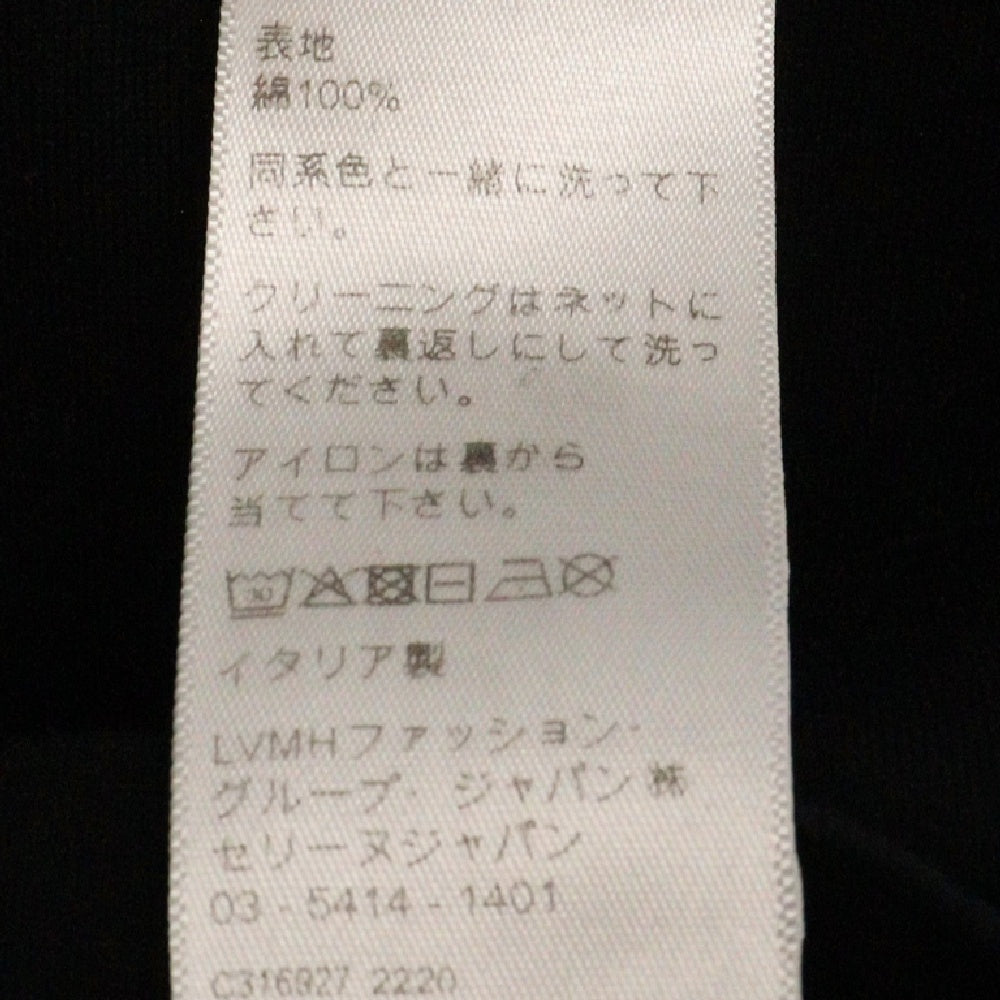 表地
綿100%
同系色と一緒に洗って下
さい。
クリーニングはネットに
入れて裏返しにして洗っ
てください。
アイロンは裏から
当てて下さい。
30
イタリア製
LVMHファッション・
グループ・ジャパン株
セリーヌジャパン
03 - 5414 - 1401
C316927 2220